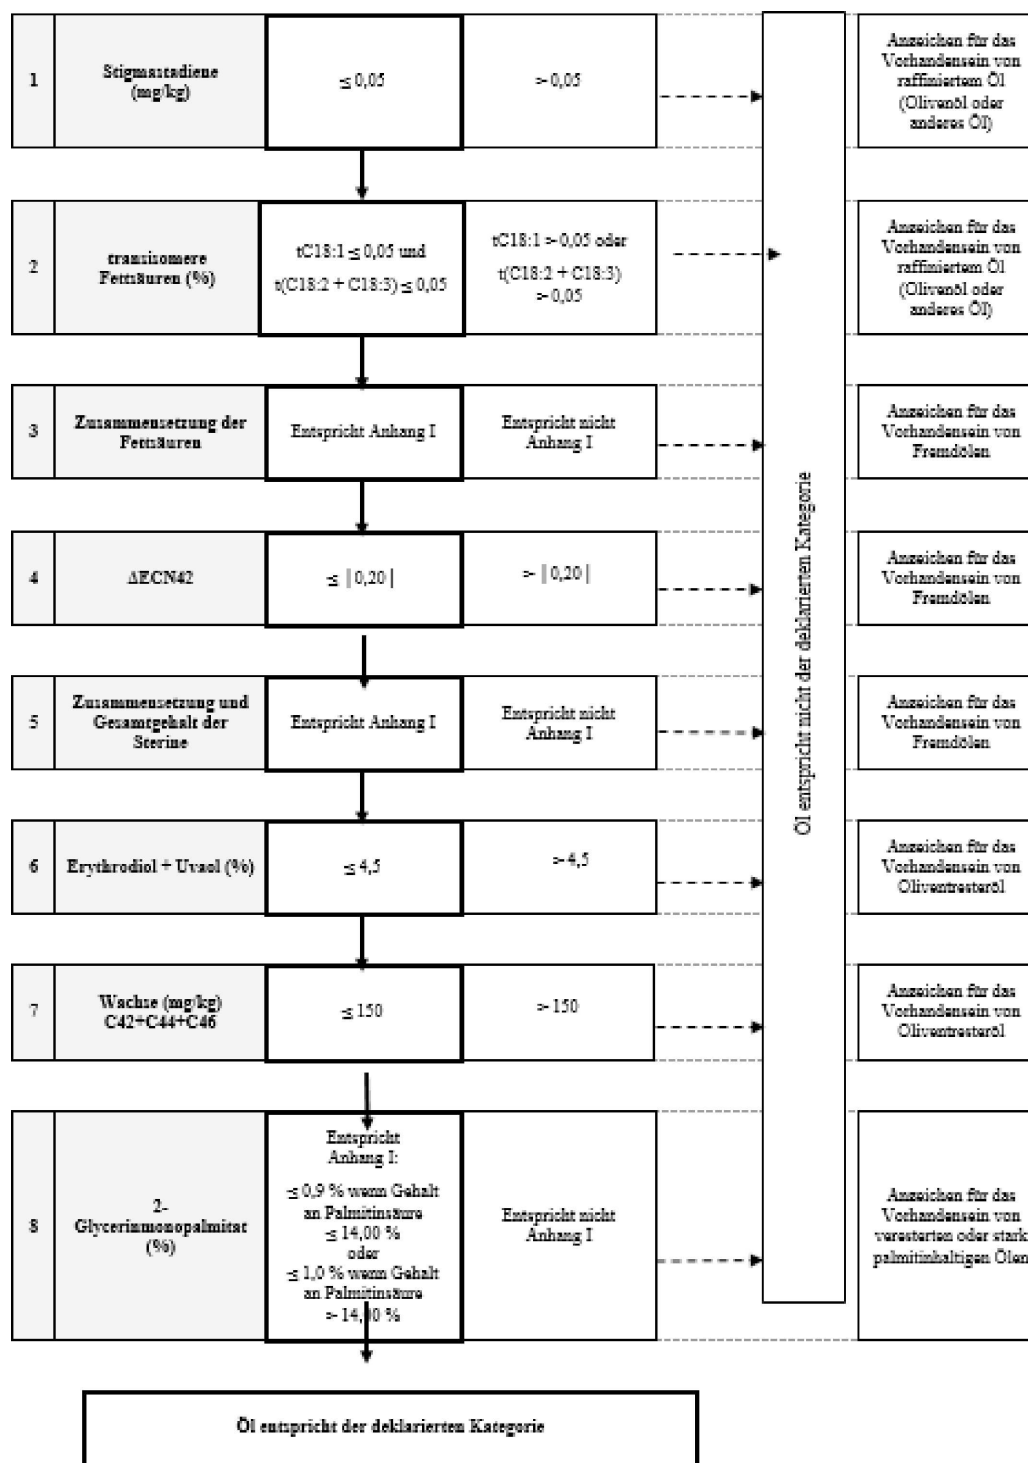 1
Stigmastadiene
(mg/kg)
≤ 0,05
> 0,05
Anzeichen für das
Vorhandensein von
raffiniertem Öl
(Olivenöl oder
anderes Öl)
2
transisomere
Fettsäuren (%)
tC18:1 ≤ 0,05 und
t(C18:2 + C18:3) ≤ 0,05
tC18:1 > 0,05 oder
t(C18:2 + C18:3)
> 0,05
Anzeichen für das
Vorhandensein von
raffiniertem Öl
(Olivenöl oder
anderes Öl)
3
Zusammensetzung der
Fettsäuren
Entspricht Anhang I
Entspricht nicht
Anhang I
Anzeichen für das
Vorhandensein von
Fremdölen
4
ΔECN42
≤ | 0,20 |
> | 0,20 |
Anzeichen für das
Vorhandensein von
Fremdölen
5
Zusammensetzung und
Gesamtgehalt der
Sterine
Entspricht Anhang I
Entspricht nicht
Anhang I
Anzeichen für das
Vorhandensein von
Fremdölen
6
Erythrodiol + Uvaol (%)
≤ 4,5
> 4,5
Anzeichen für das
Vorhandensein von
Oliventresteröl
7
Wachse (mg/kg)
C42+C44+C46
≤ 150
> 150
Anzeichen für das
Vorhandensein von
Oliventresteröl
8
2-
Glycerinmonopalmitat
(%)
Entspricht
Anhang I:
≤ 0,9 % wenn Gehalt
an Palmitinsäure
≤ 14,00 %
oder
≤ 1,0 % wenn Gehalt
an Palmitinsäure
> 14,00 %
Entspricht nicht
Anhang I
Anzeichen für das
Vorhandensein von
veresterten oder stark
palmitinhaltigen Ölen
Öl entspricht nicht der deklarierten Kategorie
Öl entspricht der deklarierten Kategorie